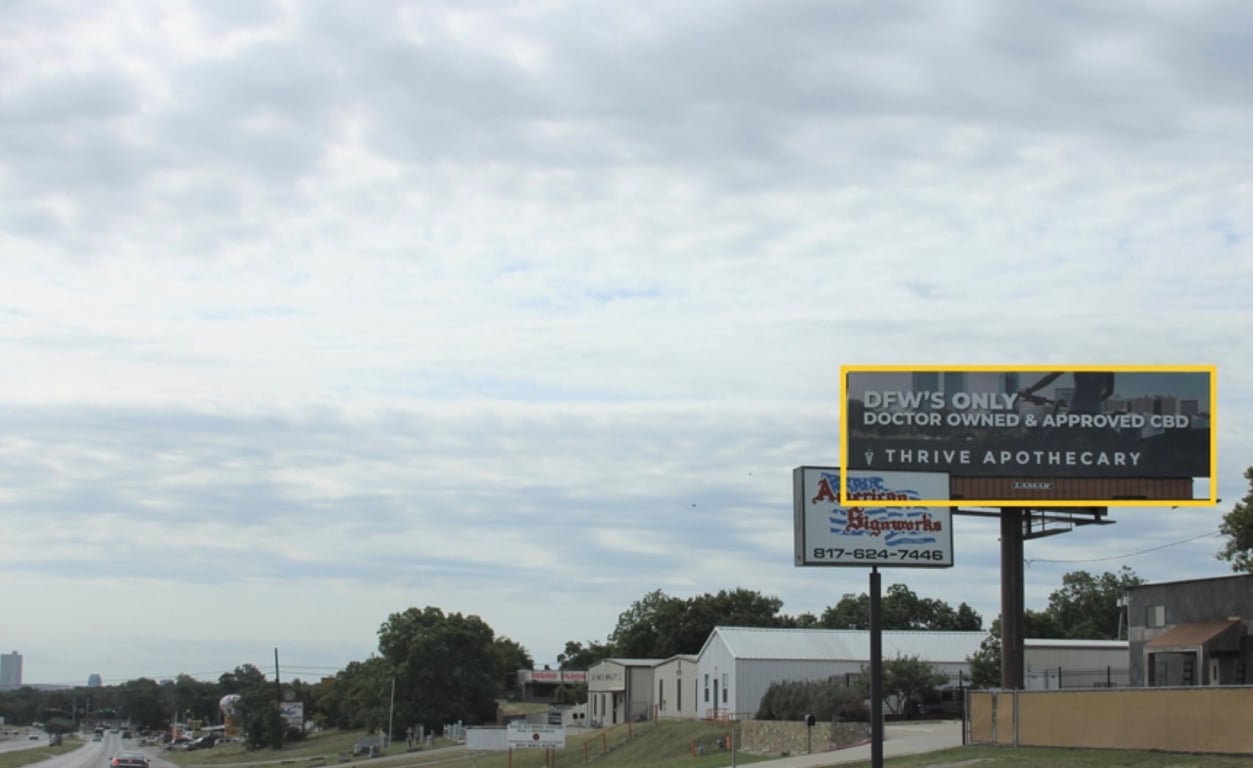 DFW'S ONLY
DOCTOR OWNED & APPROVED CBD
THRIVE APOTHECARY
LAMAR
American
Signworks
817-624-7446